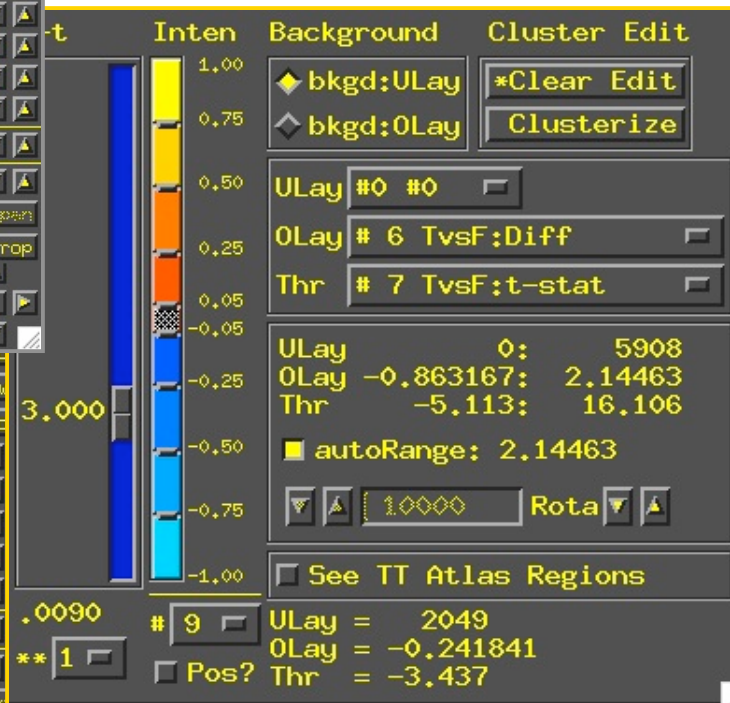 -t Inten Background Cluster Edit
1.00
bkgd:ULay *Clear Edit
0.75
bkgd:OLay Clusterize
0.50
ULay #0 #0
OLay # 6 TvsF:Diff
0.25
Thr # 7 TvsF:t-stat
0.05
-0.05
ULay 0: 5908
OLay -0.863167: 2.14463
-0.25
Thr -5.113: 16.106
3.000
-0.50
autoRange: 2.14463
-0.75
1.0000 Rota
-1.00
See TT Atlas Regions
.0090
# 9
ULay = 2049
OLay = -0.241841
** 1
Pos?
Thr = -3.437